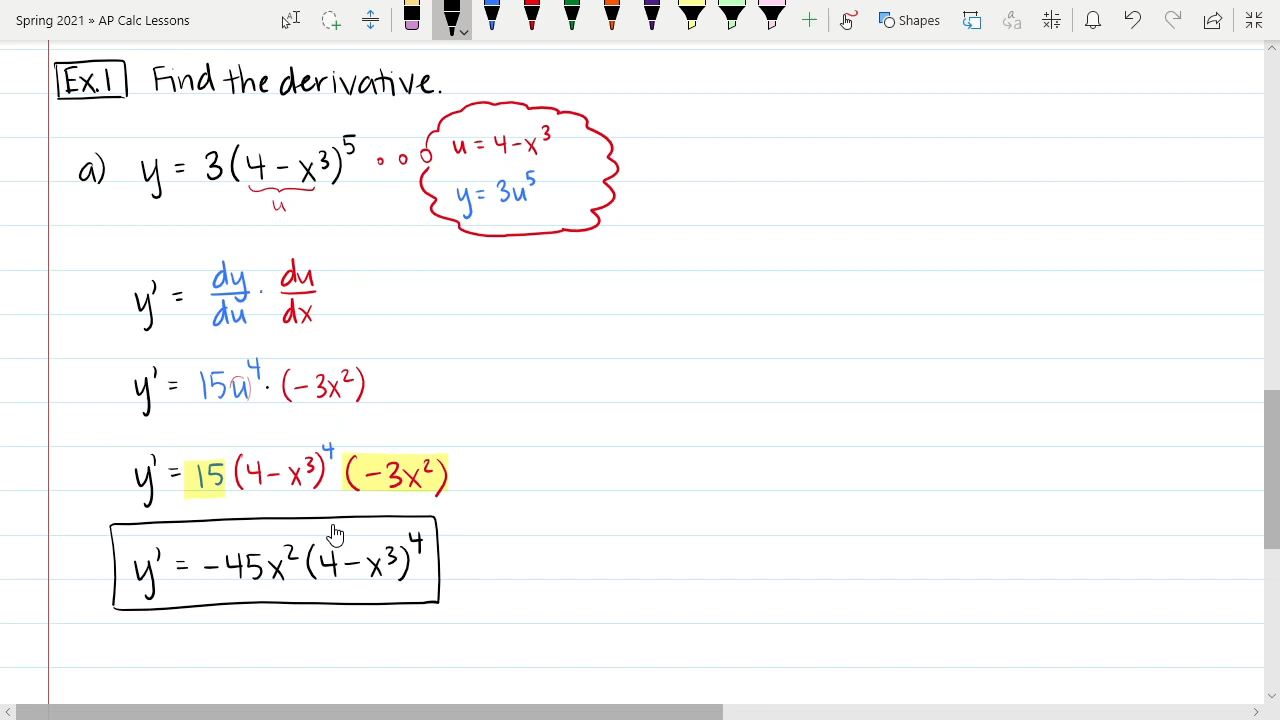 Spring 2021 » AP Calc Lessons
Shapes
Ex.1 Find the derivative.
a) y = 3(4 - x³)⁵
u
u = 4 - x³
y = 3u⁵
y' = dy/du · du/dx
y' = 15u⁴ · (-3x²)
y' = 15 (4 - x³)⁴ (-3x²)
y' = -45x² (4 - x³)⁴